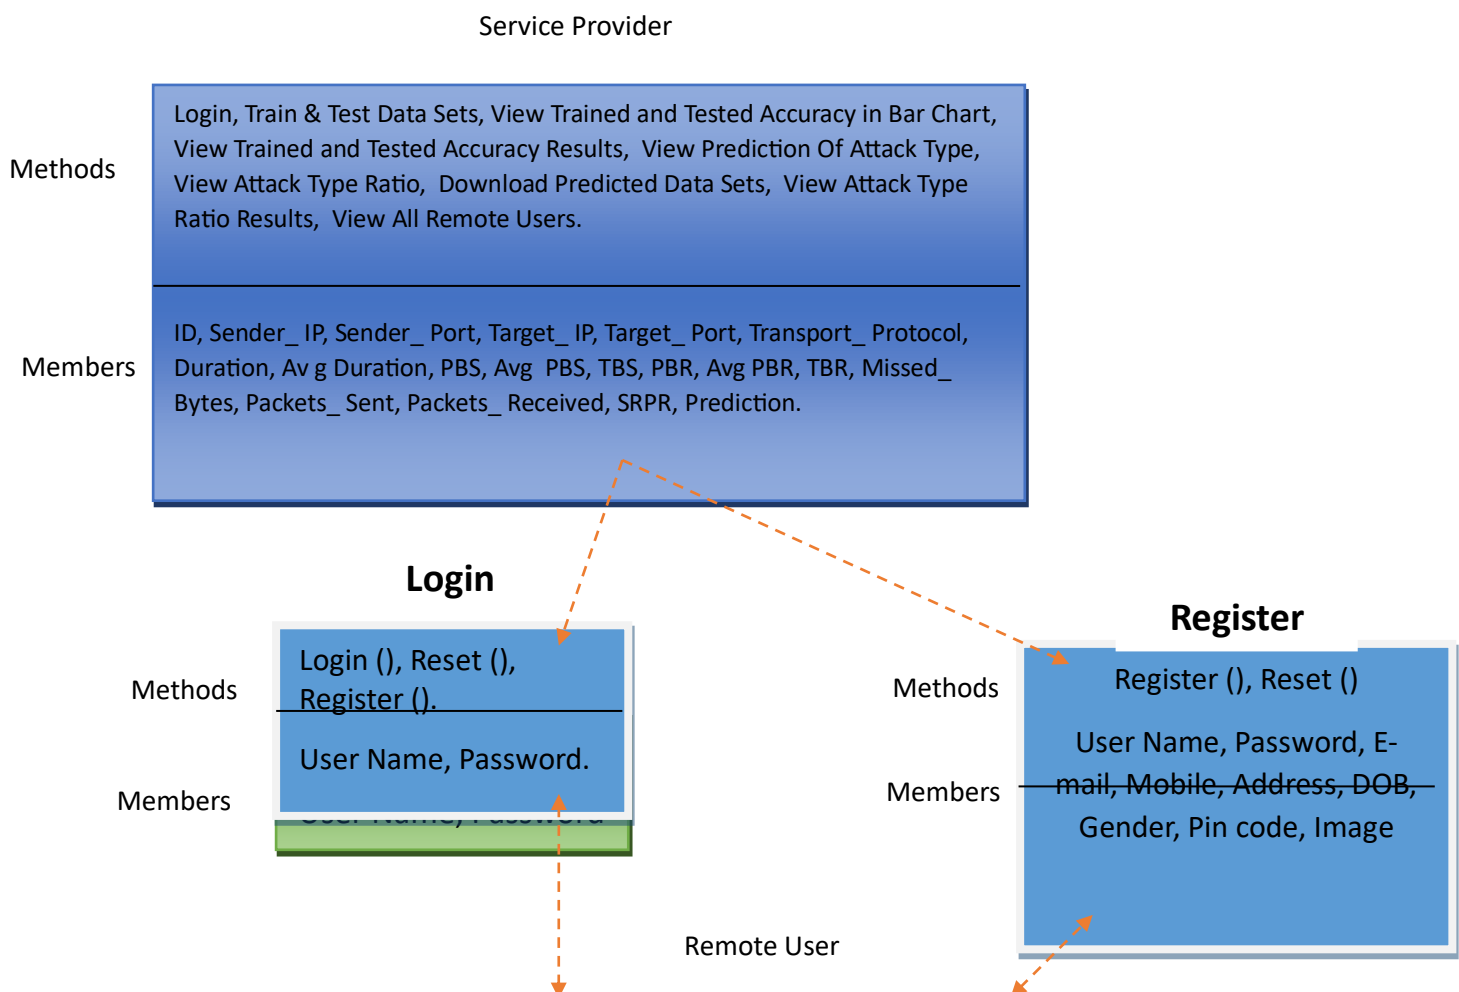 Service Provider
Login, Train & Test Data Sets, View Trained and Tested Accuracy in Bar Chart,
View Trained and Tested Accuracy Results,  View Prediction Of Attack Type,
View Attack Type Ratio,  Download Predicted Data Sets,  View Attack Type
Ratio Results,  View All Remote Users.
Methods
ID, Sender_ IP, Sender_ Port, Target_ IP, Target_ Port, Transport_ Protocol,
Duration, Av g Duration, PBS, Avg  PBS, TBS, PBR, Avg PBR, TBR, Missed_
Bytes, Packets_ Sent, Packets_ Received, SRPR, Prediction.
Members
Login
Login (), Reset (),
Register ().
Methods
User Name, Password.
Members
User Name, Password
Register
Methods
Register (), Reset ()
User Name, Password, E-
mail, Mobile, Address, DOB,
Gender, Pin code, Image
Members
Remote User